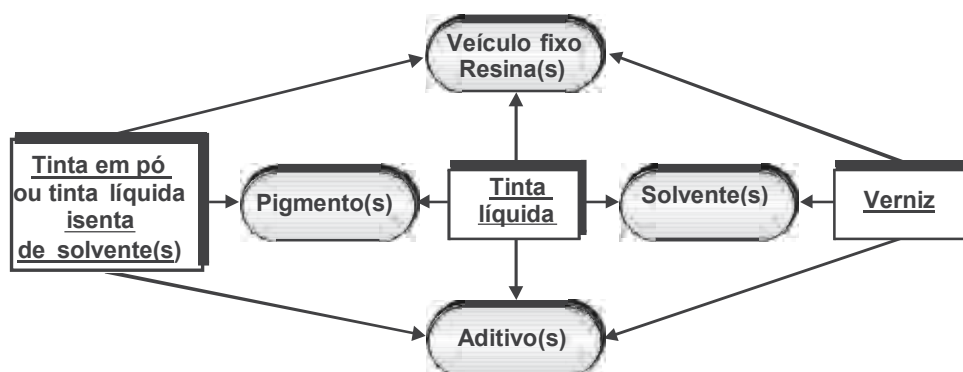 Veículo fixo
Resina(s)
Tinta em pó
ou tinta líquida
isenta
de solvente(s)
Pigmento(s)
Tinta
líquida
Solvente(s)
Verniz
Aditivo(s)